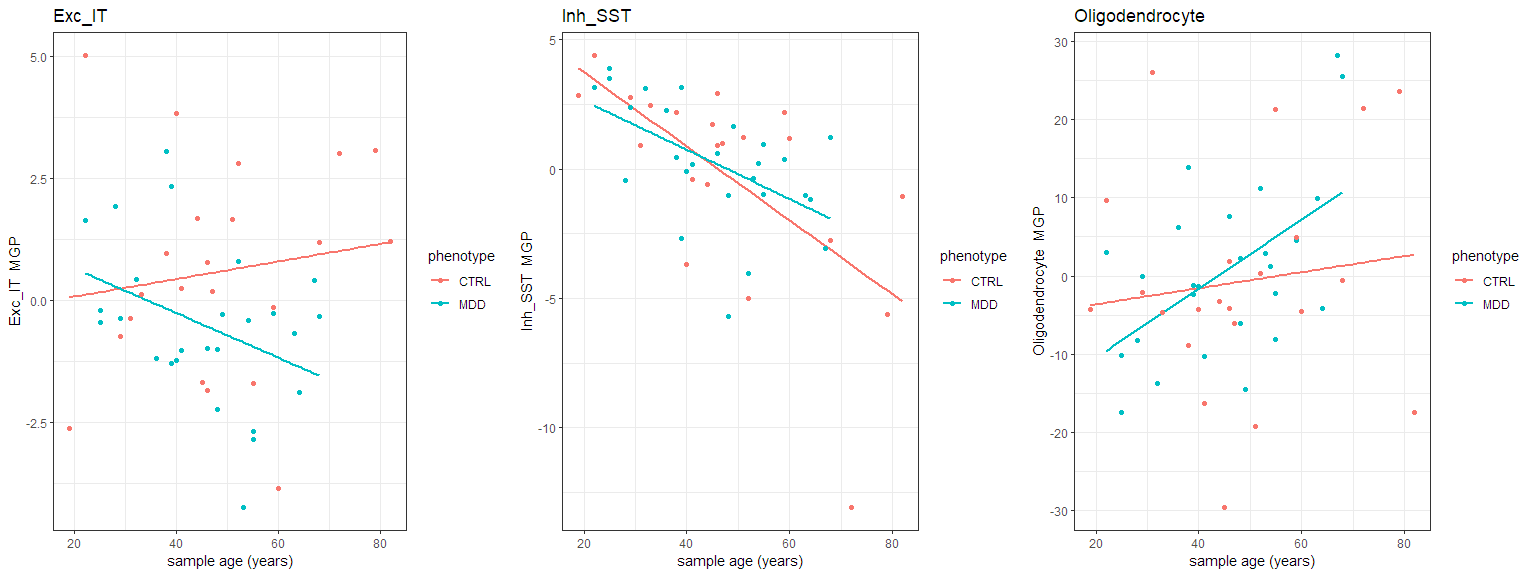 Exc_IT
5.0
2.5
0.0
-2.5
Exc_IT MGP
20 40 60 80
sample age (years)
phenotype
CTRL
MDD
Inh_SST
5
0
-5
-10
Inh_SST MGP
20 40 60 80
sample age (years)
phenotype
CTRL
MDD
Oligodendrocyte
30
20
10
0
-10
-20
-30
Oligodendrocyte MGP
20 40 60 80
sample age (years)
phenotype
CTRL
MDD